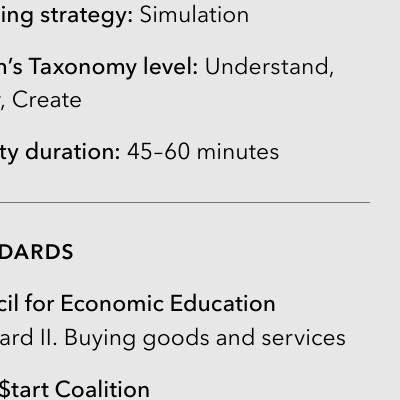 ing strategy: Simulation
n's Taxonomy level: Understand,
, Create
ty duration: 45–60 minutes
DARDS
cil for Economic Education
ard II. Buying goods and services
$tart Coalition